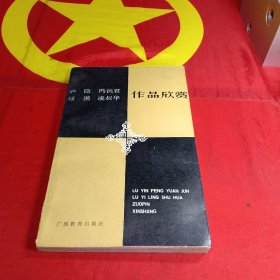 庐隐 冯沅君
绿漪 凌叔华
作品欣赏
LU YIN FENG YUAN JUN
LU YI LING SHU HUA
ZUOPIN
XINSHANG
广西教育出版社